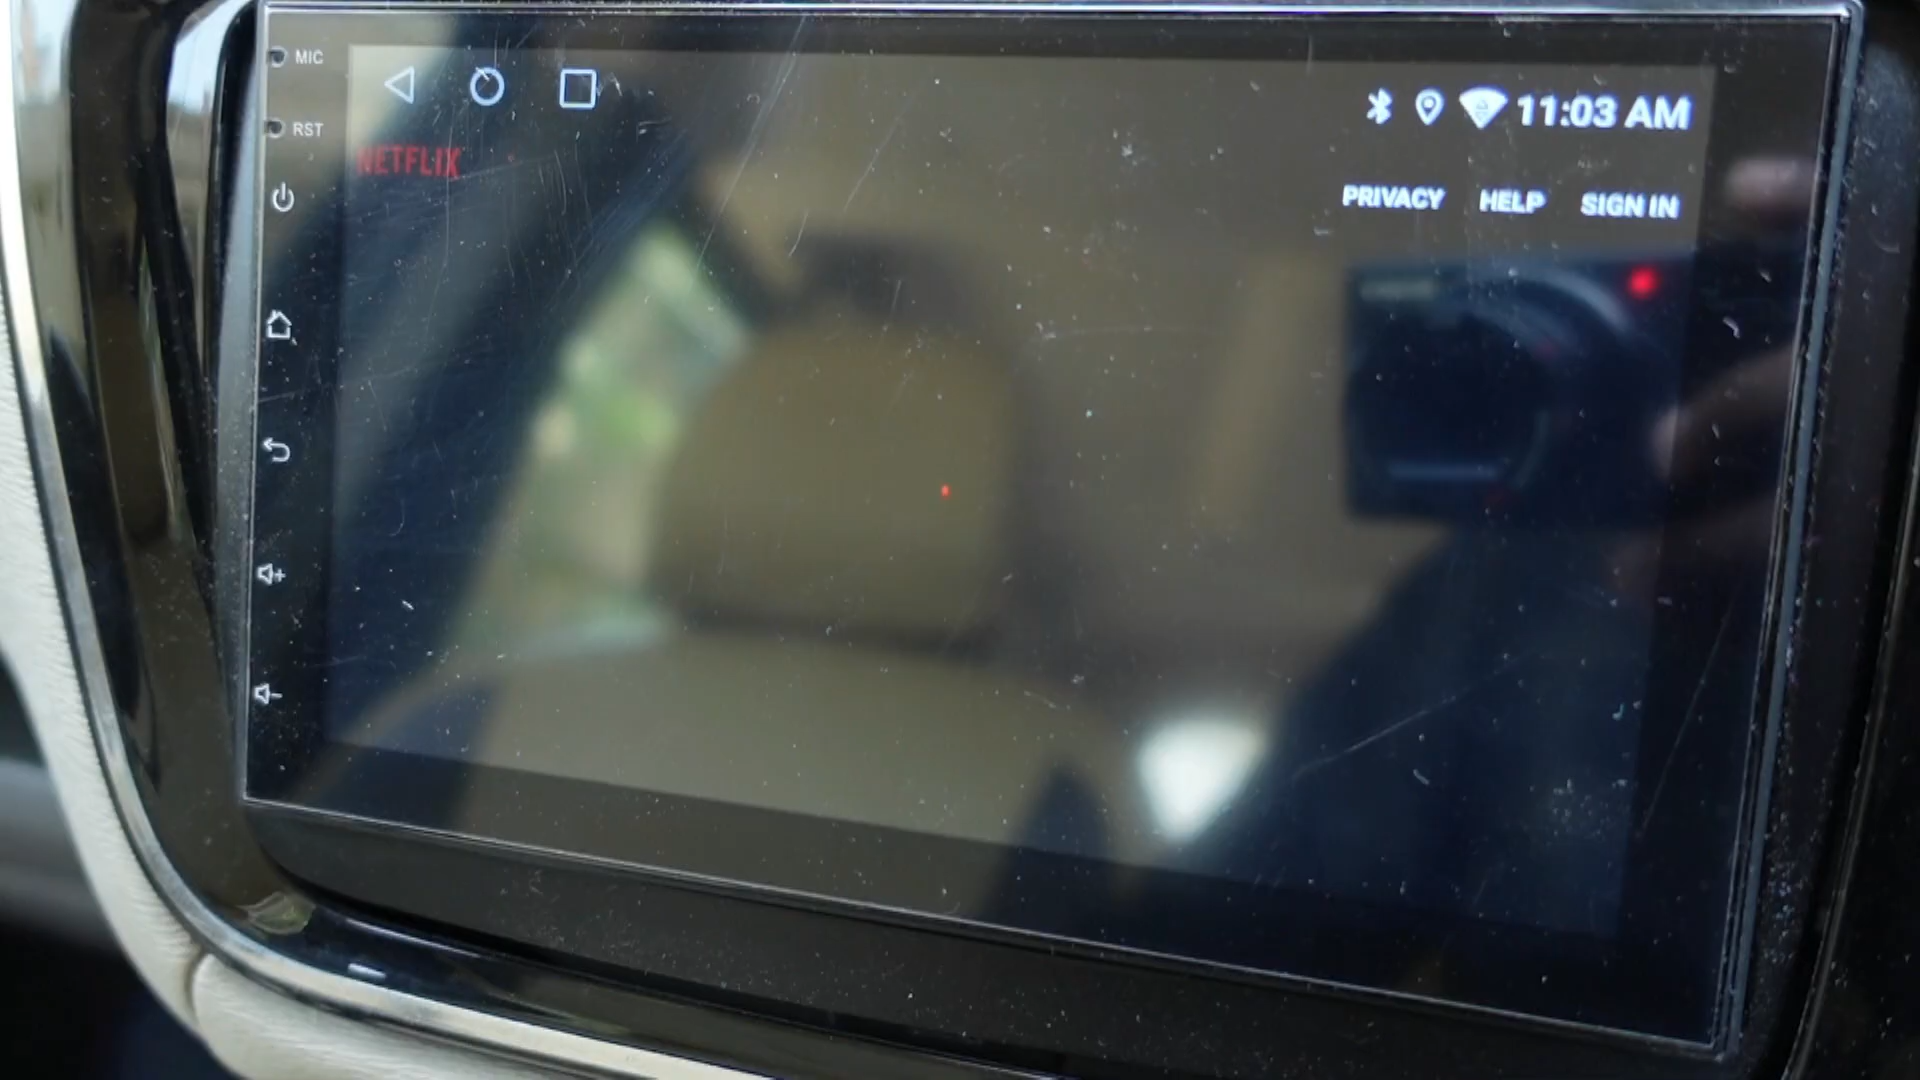 MIC
11:03 AM
RST
NETFLIX
PRIVACY HELP SIGN IN